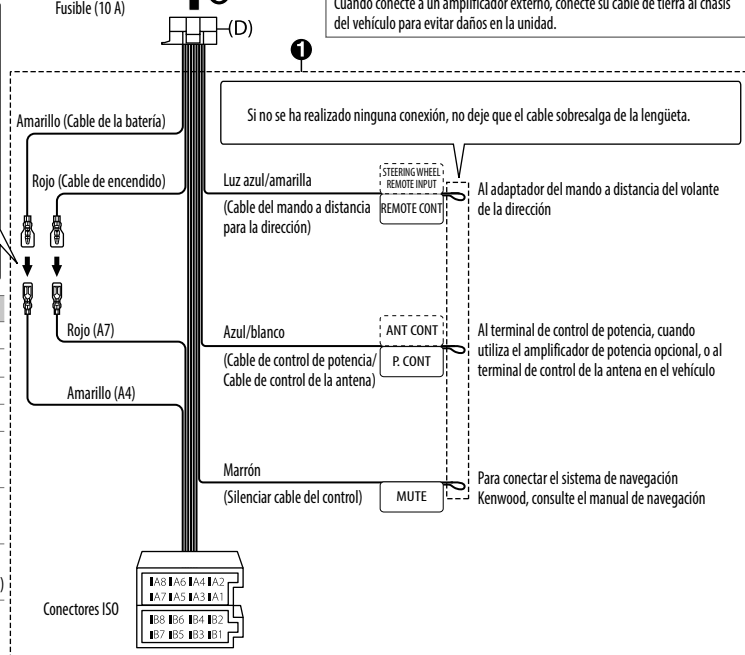 Fusible (10 A)
Cuando conecte a un amplificador externo, conecte su cable de tierra al chasis
del vehículo para evitar daños en la unidad.
(D)
1
Si no se ha realizado ninguna conexión, no deje que el cable sobresalga de la lengüeta.
Amarillo (Cable de la batería)
Rojo (Cable de encendido)
Luz azul/amarilla
(Cable del mando a distancia
para la dirección)
STEERING WHEEL
REMOTE INPUT
REMOTE CONT
Al adaptador del mando a distancia del volante
de la dirección
Rojo (A7)
Amarillo (A4)
Azul/blanco
(Cable de control de potencia/
Cable de control de la antena)
ANT CONT
P. CONT
Al terminal de control de potencia, cuando
utiliza el amplificador de potencia opcional, o al
terminal de control de la antena en el vehículo
Marrón
(Silenciar cable del control)
MUTE
Para conectar el sistema de navegación
Kenwood, consulte el manual de navegación
Conectores ISO
A8 A6 A4 A2
A7 A5 A3 A1
B8 B6 B4 B2
B7 B5 B3 B1
)